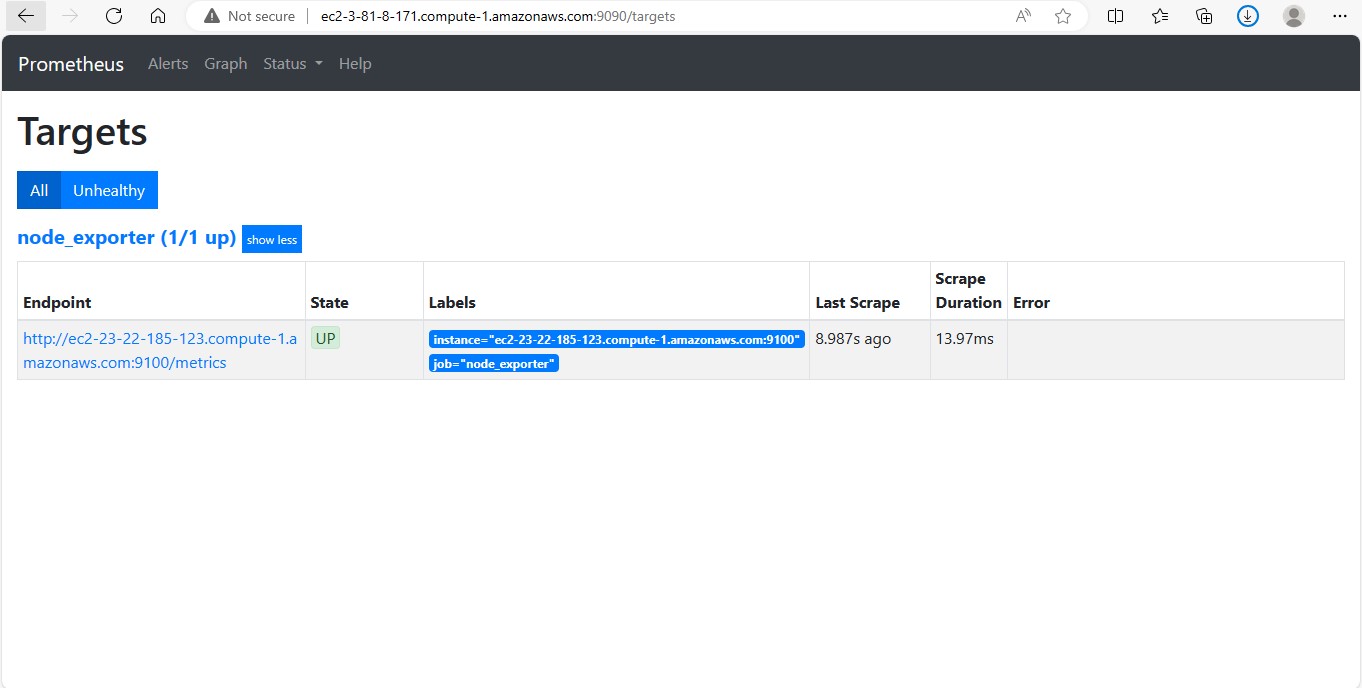 Not secure ec2-3-81-8-171.compute-1.amazonaws.com:9090/targets
Prometheus Alerts Graph Status Help
Targets
All Unhealthy
node_exporter (1/1 up) show less
Endpoint State Labels Last Scrape Scrape Duration Error
http://ec2-23-22-185-123.compute-1.a UP instance="ec2-23-22-185-123.compute-1.amazonaws.com:9100" 8.987s ago 13.97ms
mazonaws.com:9100/metrics job="node_exporter"